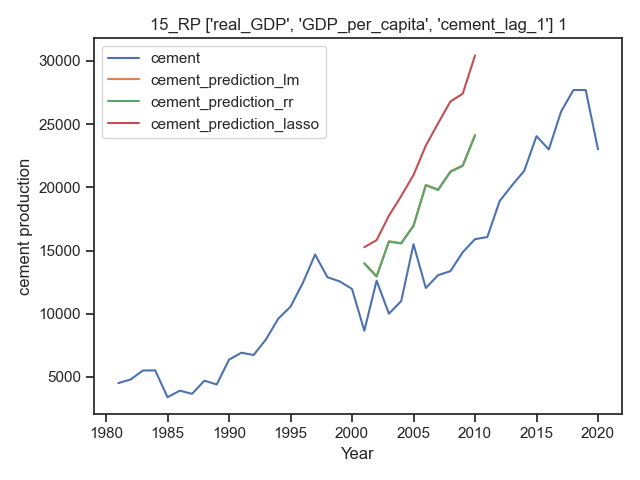 15_RP ['real_GDP', 'GDP_per_capita', 'cement_lag_1'] 1
cement
cement_prediction_lm
cement_prediction_rr
cement_prediction_lasso
30000
25000
20000
15000
10000
5000
cement production
1980 1985 1990 1995 2000 2005 2010 2015 2020
Year